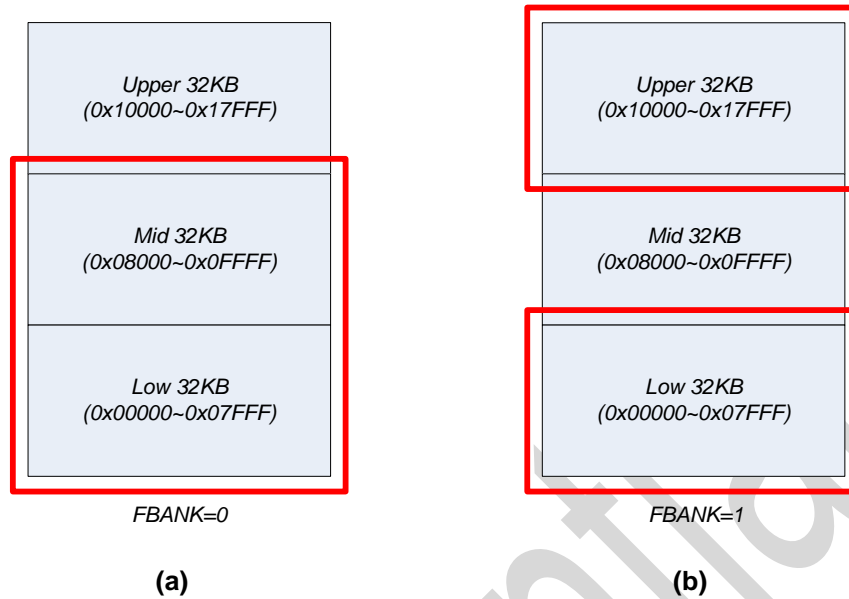 Upper 32KB
(0x10000~0x17FFF)
Mid 32KB
(0x08000~0x0FFFF)
Low 32KB
(0x00000~0x07FFF)
FBANK=0
(a)
Upper 32KB
(0x10000~0x17FFF)
Mid 32KB
(0x08000~0x0FFFF)
Low 32KB
(0x00000~0x07FFF)
FBANK=1
(b)